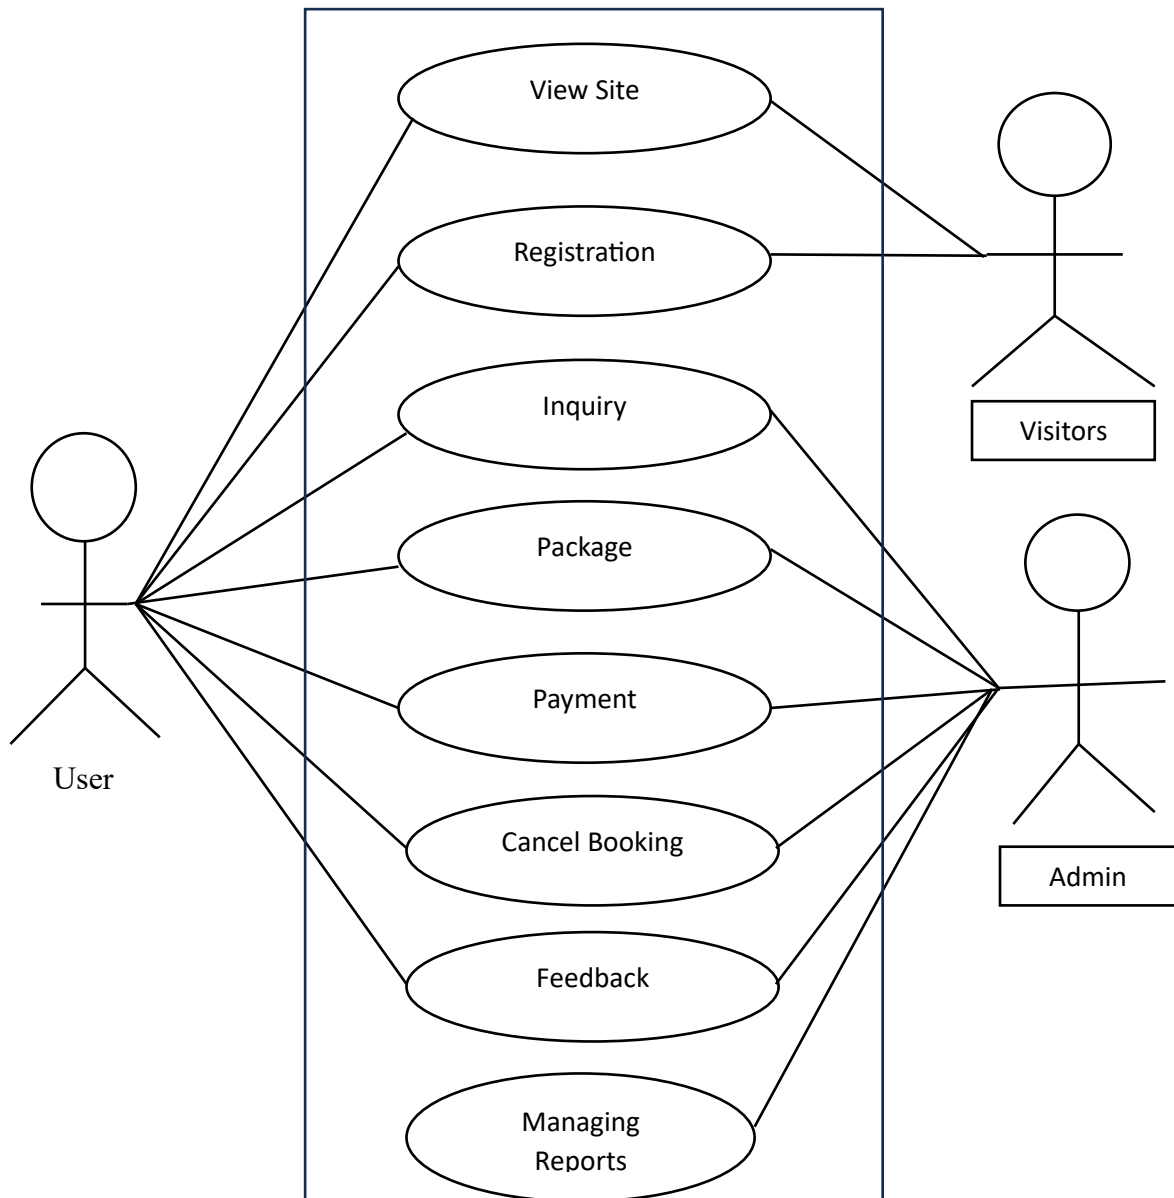 View Site
Registration
Inquiry
Visitors
Package
Payment
User
Cancel Booking
Admin
Feedback
Managing
Reports